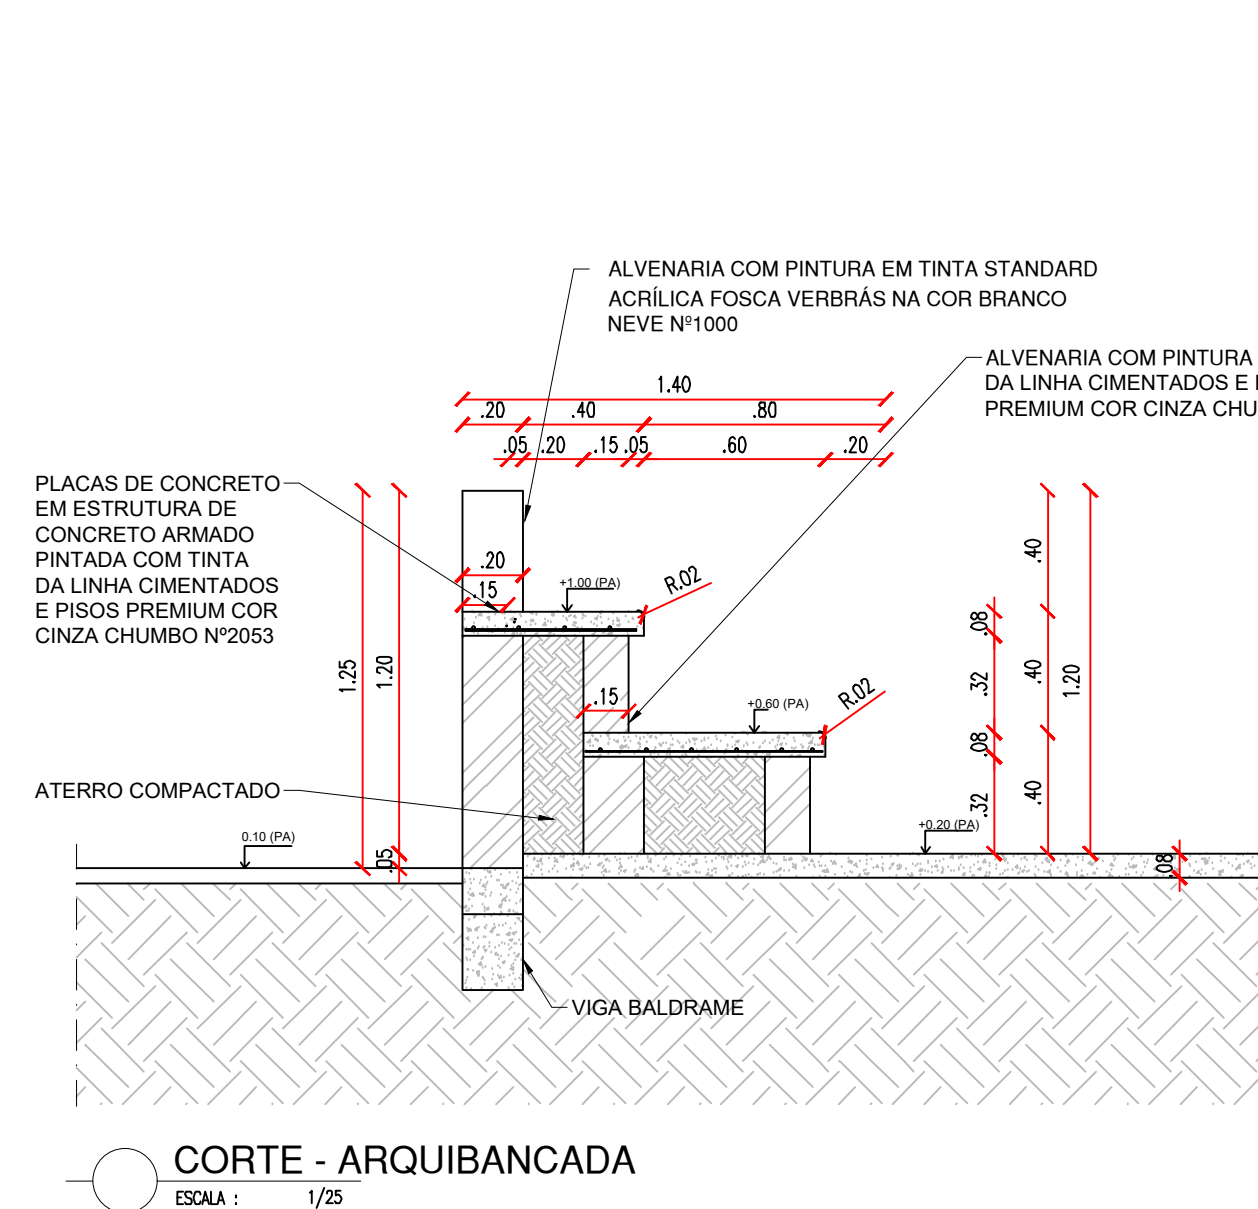 ALVENARIA COM PINTURA EM TINTA STANDARD
ACRÍLICA FOSCA VERBRÁS NA COR BRANCO
NEVE Nº1000
ALVENARIA COM PINTURA
DA LINHA CIMENTADOS E
PREMIUM COR CINZA CHU
1.40
.20 .40 .80
.05 .20 .15 .05 .60 .20
PLACAS DE CONCRETO
EM ESTRUTURA DE
CONCRETO ARMADO
PINTADA COM TINTA
DA LINHA CIMENTADOS
E PISOS PREMIUM COR
CINZA CHUMBO Nº2053
1.25
1.20
.05
.20
.15
+1.00 (PA)
R.02
.15
+0.60 (PA)
R.02
.08
.32
.08
.32
.40
.40
.40
1.20
ATERRO COMPACTADO
0.10 (PA)
+0.20 (PA)
.08
VIGA BALDRAME
CORTE - ARQUIBANCADA
ESCALA : 1/25